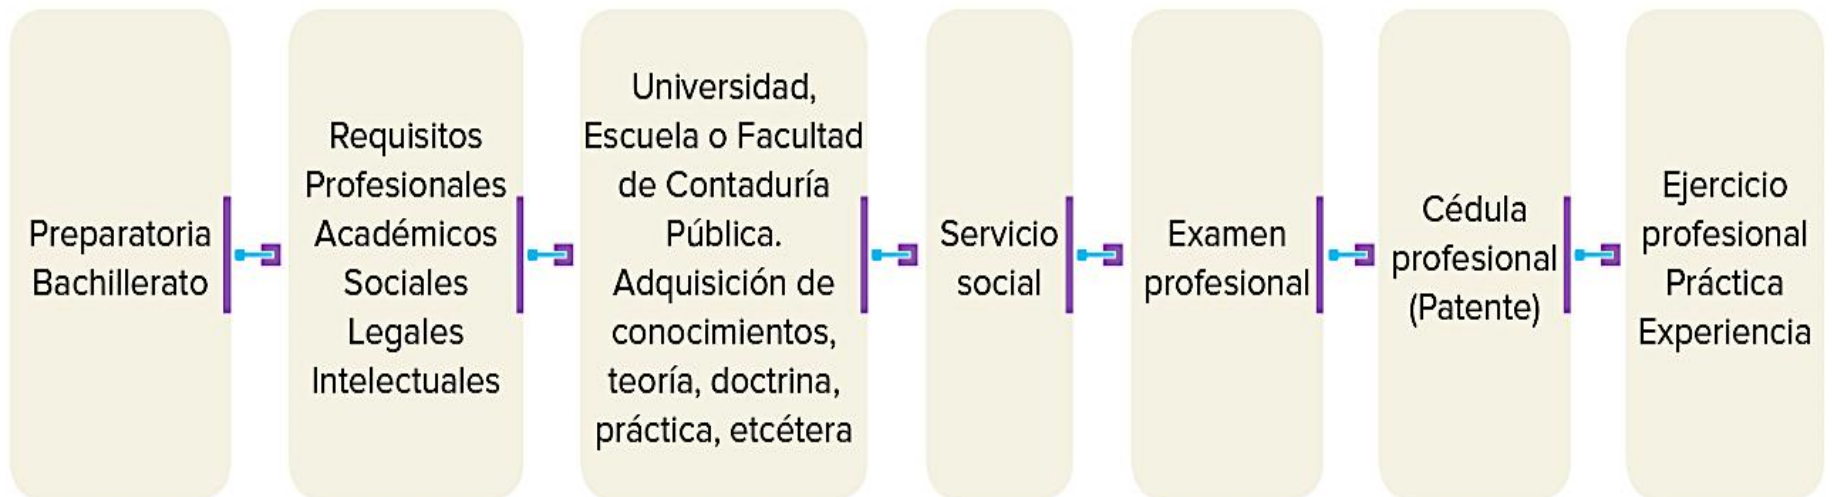 Preparatoria
Bachillerato
Requisitos
Profesionales
Académicos
Sociales
Legales
Intelectuales
Universidad,
Escuela o Facultad
de Contaduría
Pública.
Adquisición de
conocimientos,
teoría, doctrina,
práctica, etcétera
Servicio
social
Examen
profesional
Cédula
profesional
(Patente)
Ejercicio
profesional
Práctica
Experiencia